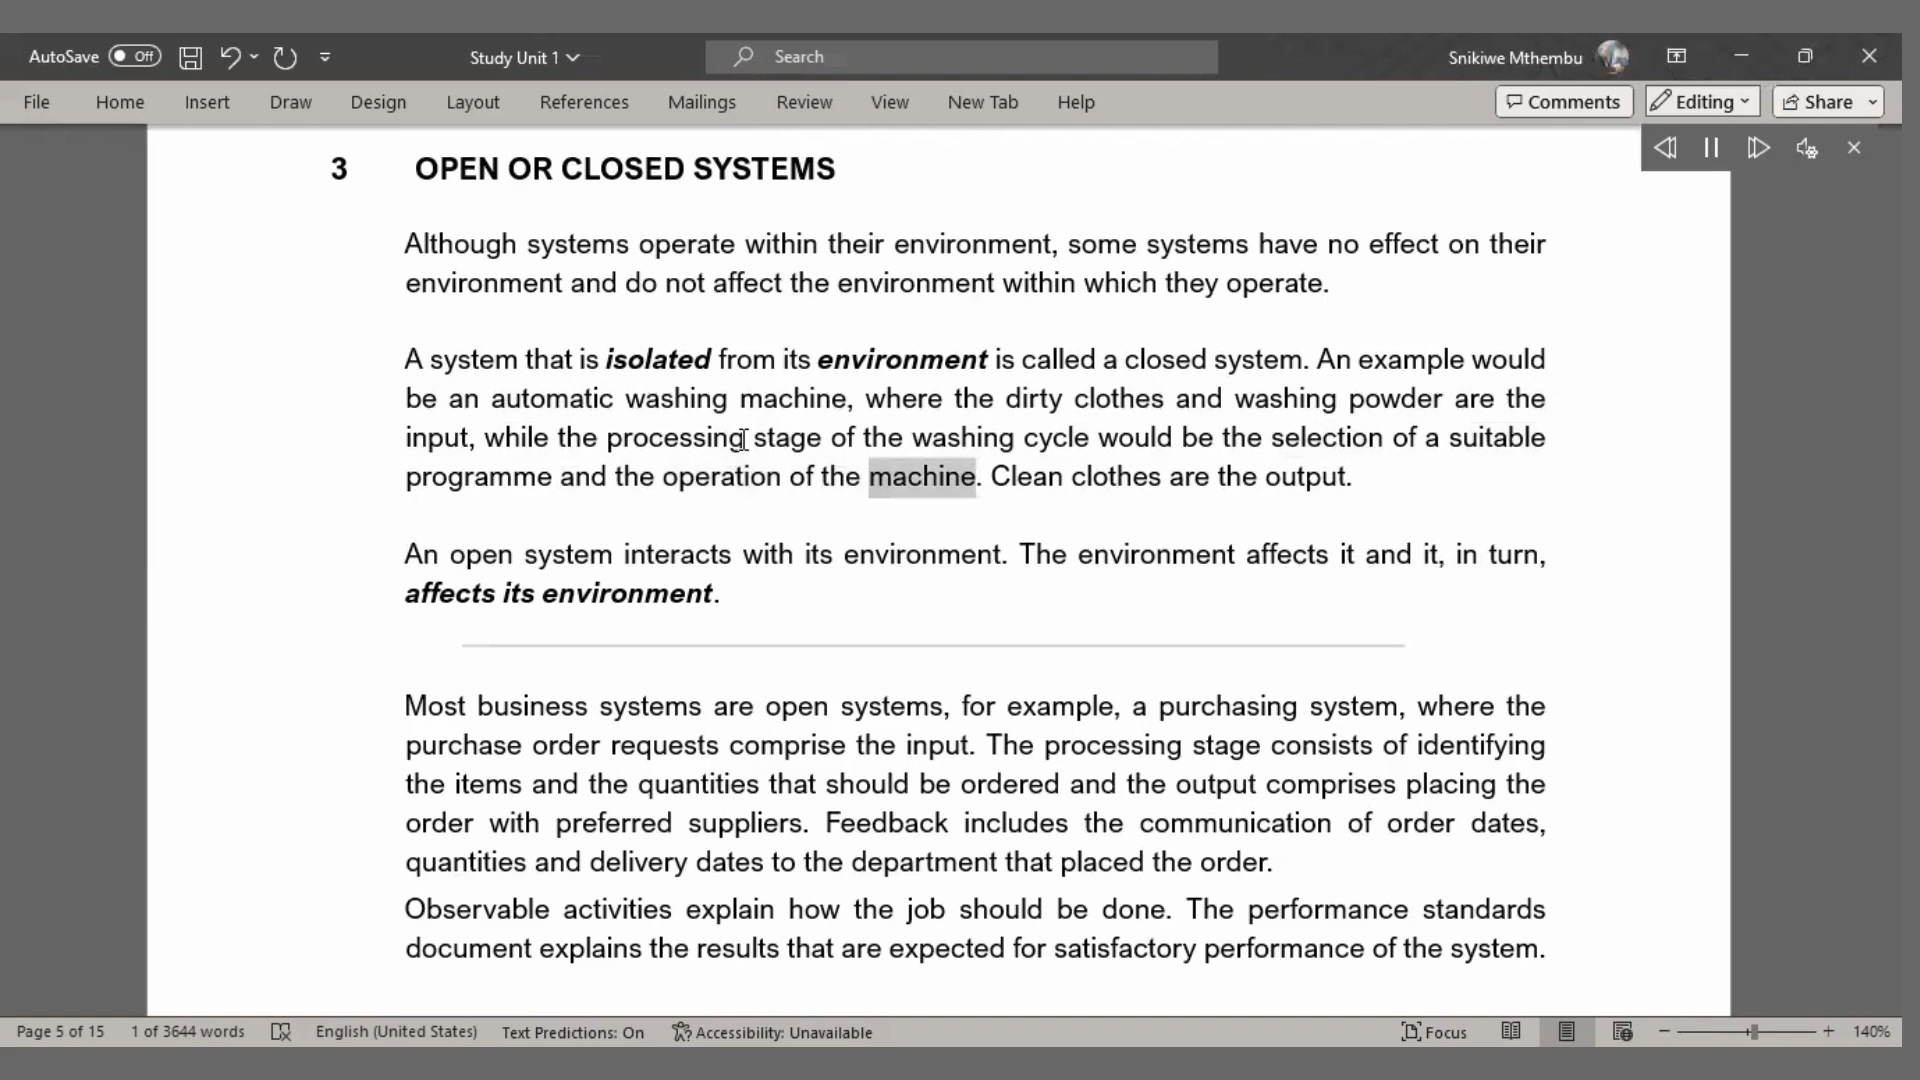 AutoSave Off Study Unit 1 Search Snikiwe Mthembu
File Home Insert Draw Design Layout References Mailings Review View New Tab Help Comments Editing Share
3 OPEN OR CLOSED SYSTEMS
Although systems operate within their environment, some systems have no effect on their
environment and do not affect the environment within which they operate.
A system that is isolated from its environment is called a closed system. An example would
be an automatic washing machine, where the dirty clothes and washing powder are the
input, while the processing stage of the washing cycle would be the selection of a suitable
programme and the operation of the machine. Clean clothes are the output.
An open system interacts with its environment. The environment affects it and it, in turn,
affects its environment.
Most business systems are open systems, for example, a purchasing system, where the
purchase order requests comprise the input. The processing stage consists of identifying
the items and the quantities that should be ordered and the output comprises placing the
order with preferred suppliers. Feedback includes the communication of order dates,
quantities and delivery dates to the department that placed the order.
Observable activities explain how the job should be done. The performance standards
document explains the results that are expected for satisfactory performance of the system.
Page 5 of 15 1 of 3644 words English (United States) Text Predictions: On Accessibility: Unavailable Focus 140%